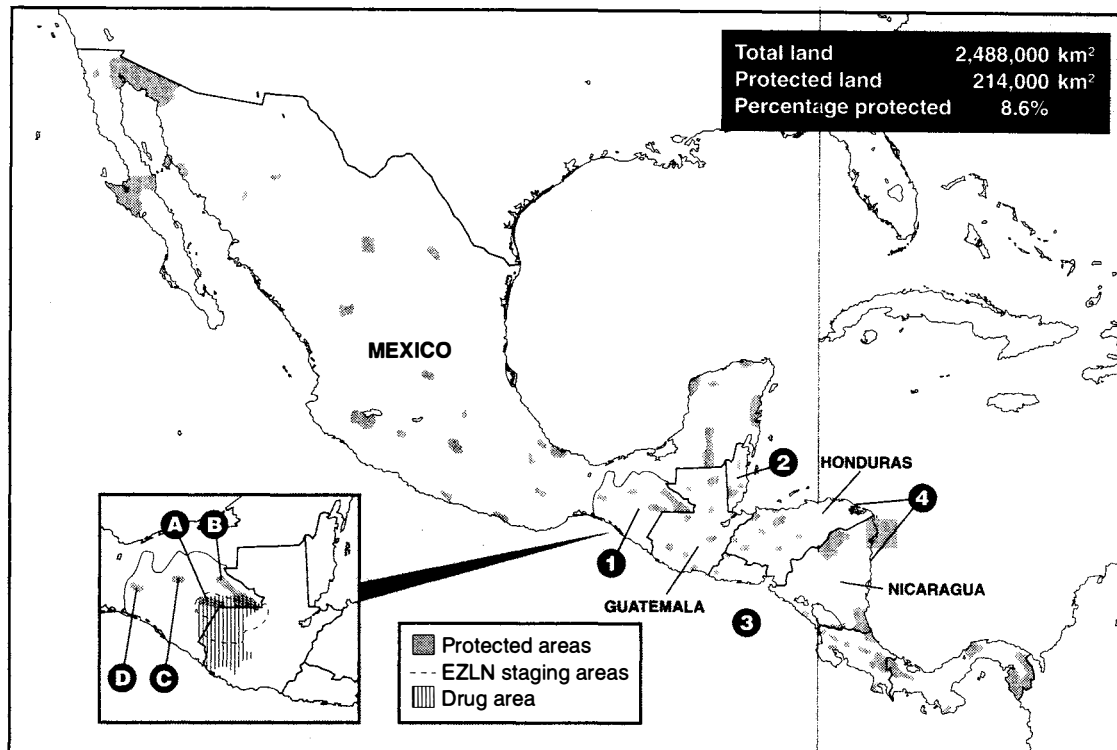 Total land 2,488,000 km²
Protected land 214,000 km²
Percentage protected 8.6%
MEXICO
2
HONDURAS
4
A B
1
GUATEMALA
NICARAGUA
3
D C
Protected areas
EZLN staging areas
Drug area